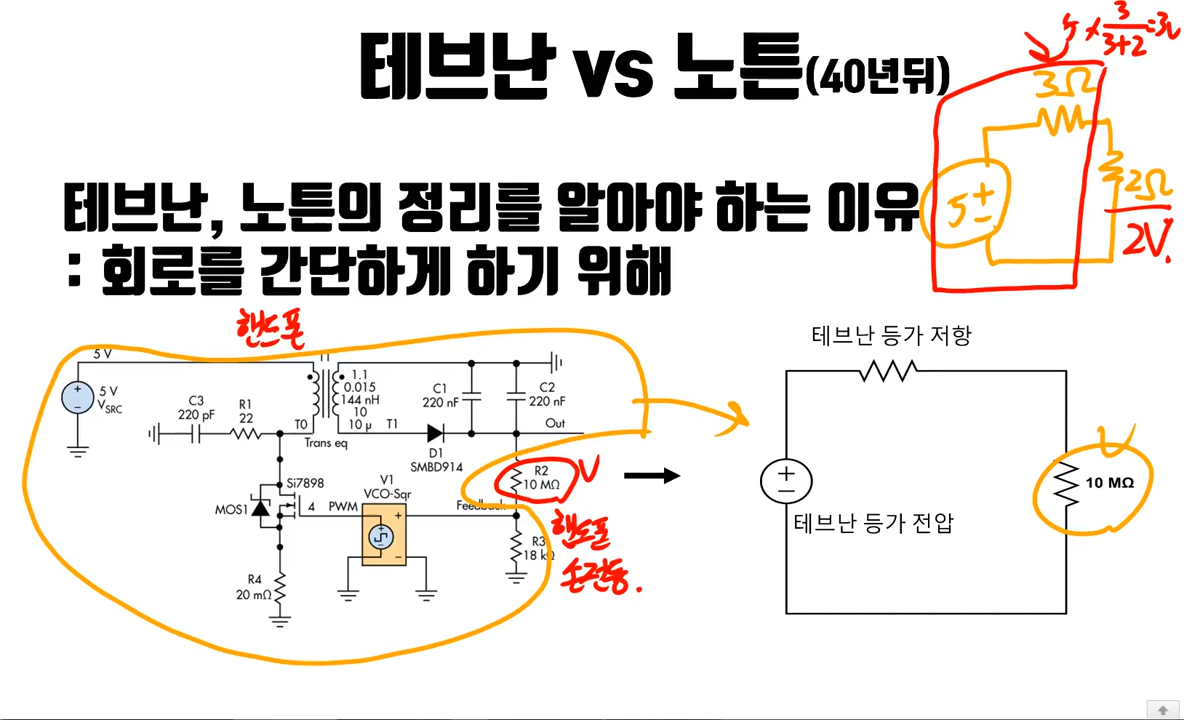 테브난 vs 노튼(40년뒤)
5 × 3/3+2 = 3V
3Ω
5 + −
2Ω
2V.
테브난, 노튼의 정리를 알아야 하는 이유
: 회로를 간단하게 하기 위해
핸드폰
5 V
+
5 V
VSRC
C3
220 pF
R1
22
T0
1.1
0.015
144 nH
10
10 µ
Trans eq
T1
C1
220 nF
C2
220 nF
D1
SMBD914
Out
R2
10 MΩ
V
Si7898
MOS1
4
PWM
V1
VCO-Sqr
+
−
Feedback
R3
18 kΩ
R4
20 mΩ
핸드폰
손전등.
테브난 등가 저항
+
−
테브난 등가 전압
V
10 MΩ